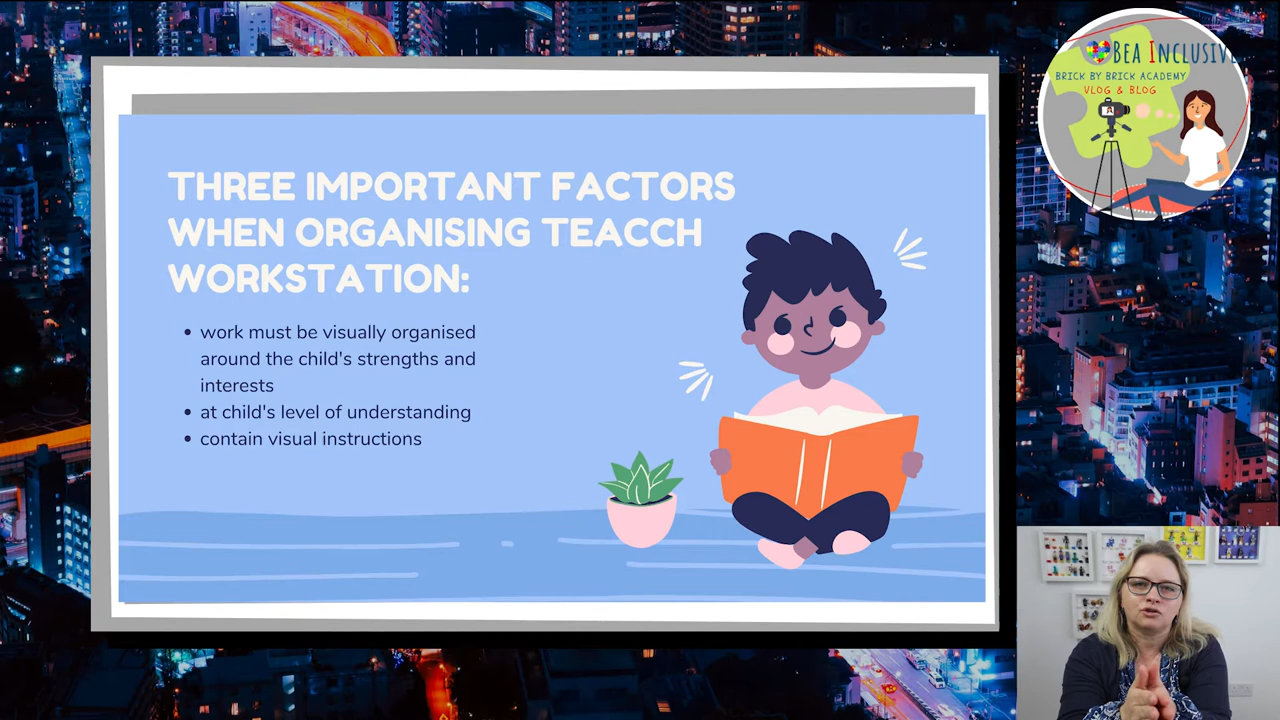 BEA INCLUSIVE
BRICK BY BRICK ACADEMY
VLOG & BLOG
THREE IMPORTANT FACTORS
WHEN ORGANISING TEACCH
WORKSTATION:
• work must be visually organised
around the child's strengths and
interests
• at child's level of understanding
• contain visual instructions